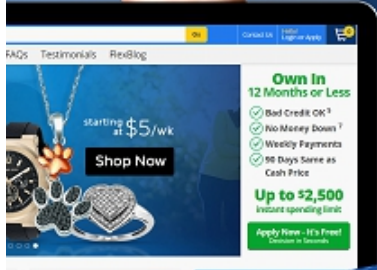 Go
Contact Us
Hello!
Login or Apply
0
FAQs Testimonials FlexBlog
starting
at $5/wk
Shop Now
Own In
12 Months or Less
Bad Credit OK
No Money Down
Weekly Payments
90 Days Same as
Cash Price
Up to $2,500
instant spending limit
Apply Now - It's Free!
Decision in Seconds